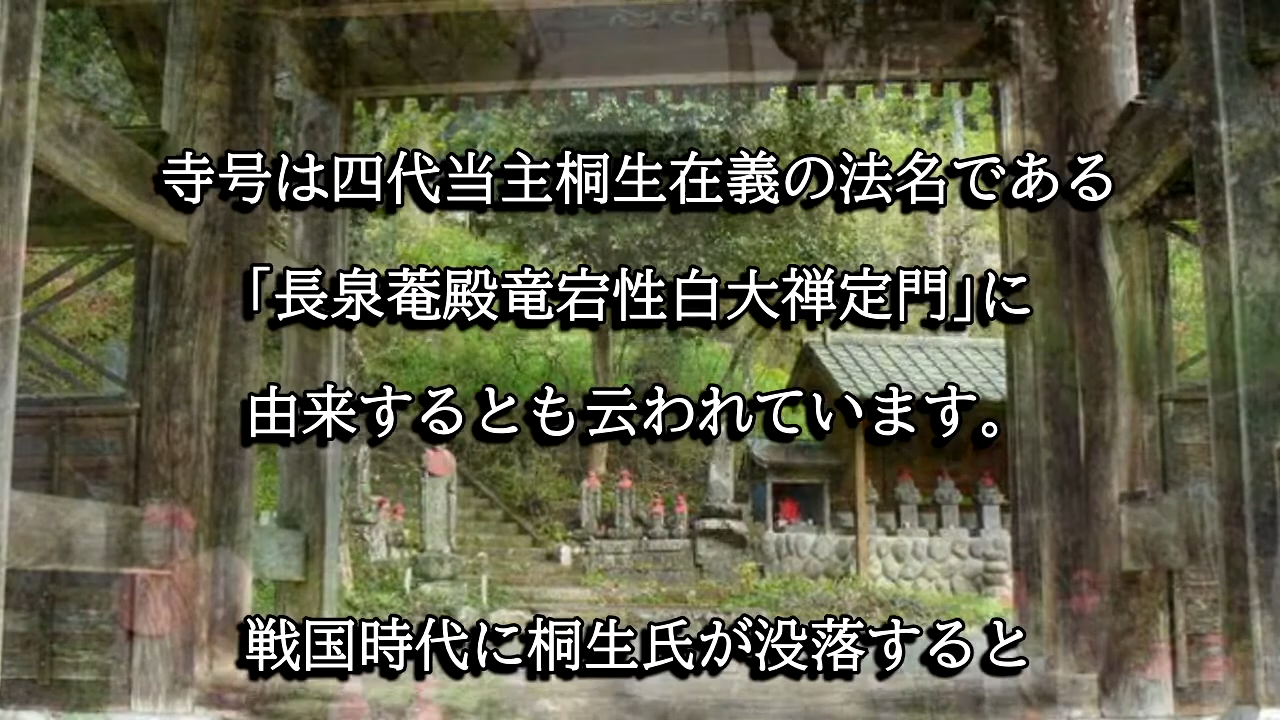 寺号は四代当主桐生在義の法名である
「長泉菴殿竜宕性白大禅定門」に
由来するとも云われています。
戦国時代に桐生氏が没落すると